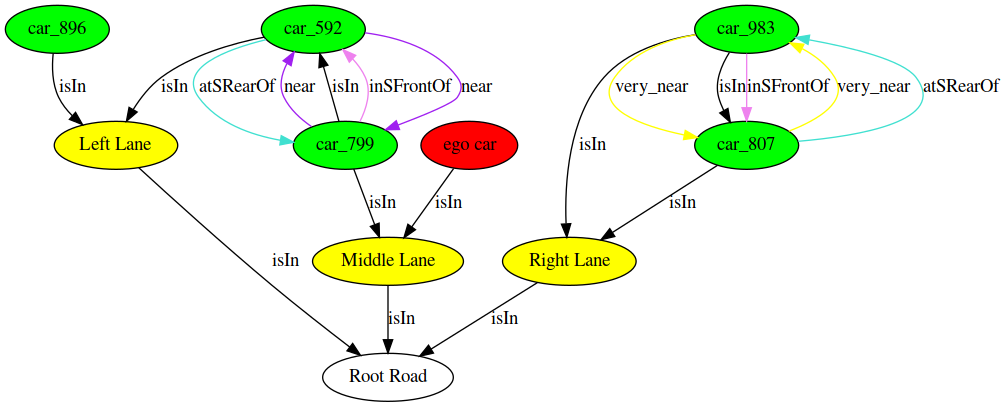 car_896 car_592 car_983
isIn isIn atSRearOf near isIn inSFrontOf near very_near isIn inSFrontOf very_near atSRearOf
Left Lane car_799 ego car isIn car_807
isIn isIn isIn
isIn Middle Lane Right Lane
isIn isIn
Root Road